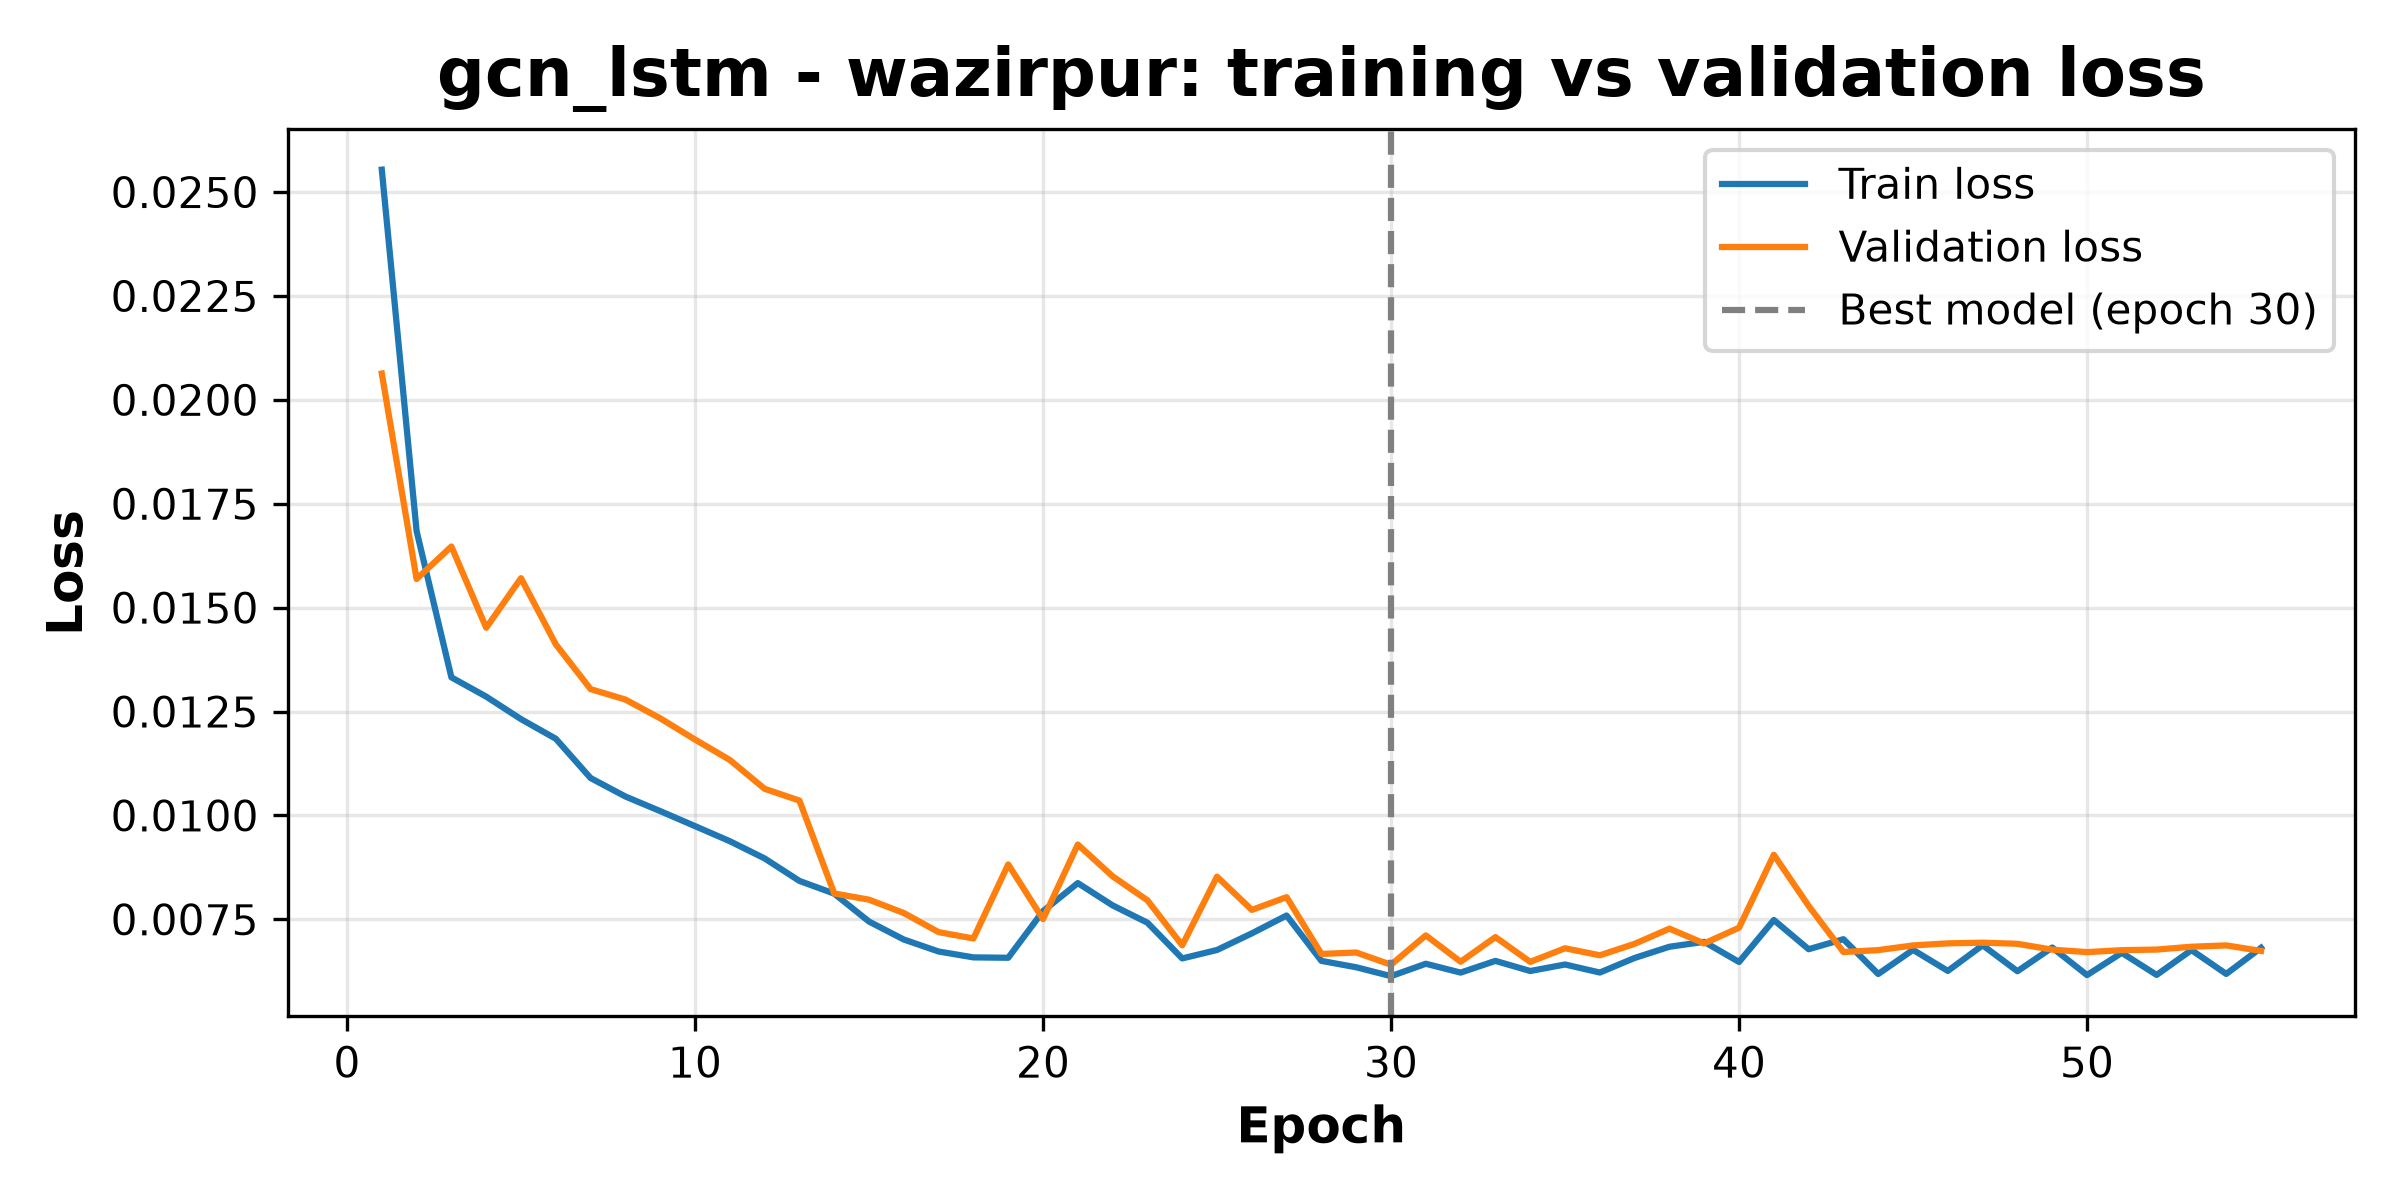 gcn_lstm - wazirpur: training vs validation loss
Train loss
Validation loss
Best model (epoch 30)
Loss
0.0250
0.0225
0.0200
0.0175
0.0150
0.0125
0.0100
0.0075
0 10 20 30 40 50
Epoch